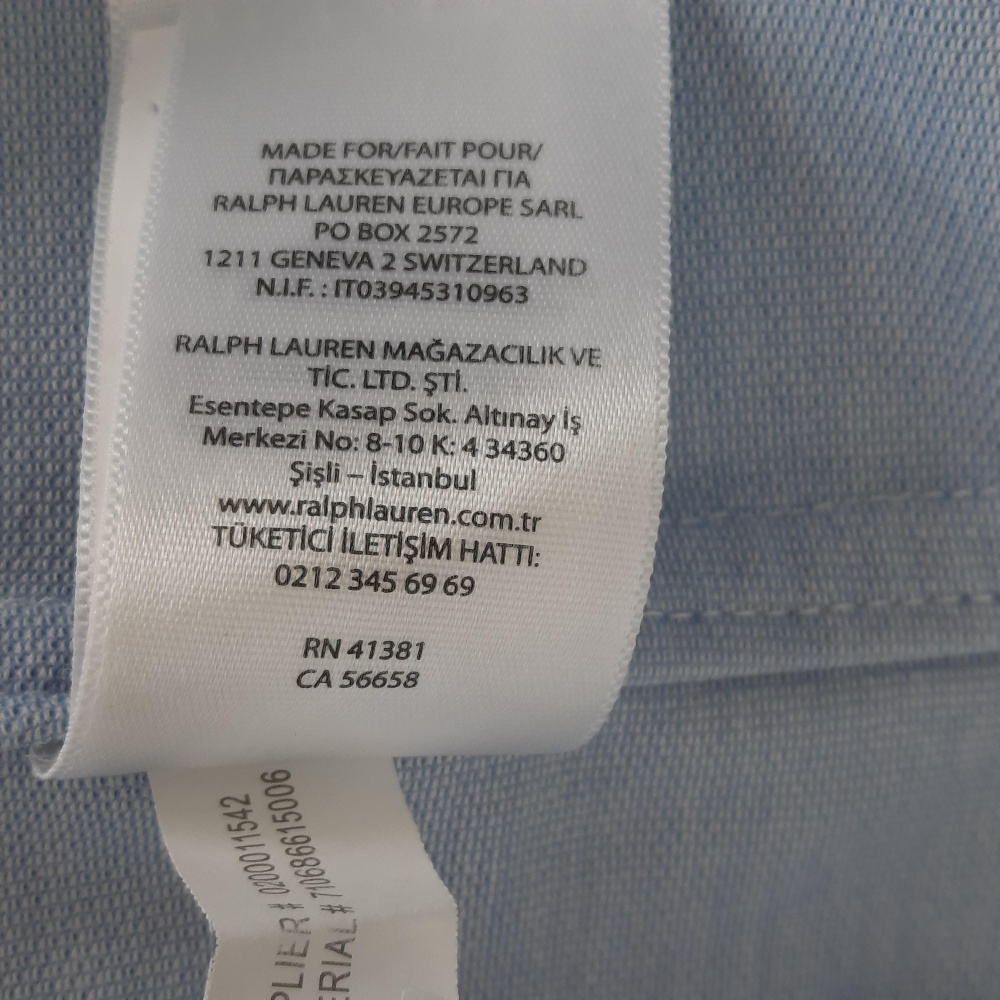 MADE FOR/FAIT POUR/
ΠΑΡΑΣΚΕΥΑΖΕΤΑΙ ΓΙΑ
RALPH LAUREN EUROPE SARL
PO BOX 2572
1211 GENEVA 2 SWITZERLAND
N.I.F. : IT03945310963
RALPH LAUREN MAĞAZACILIK VE
TİC. LTD. ŞTİ.
Esentepe Kasap Sok. Altınay İş
Merkezi No: 8-10 K: 4 34360
Şişli – İstanbul
www.ralphlauren.com.tr
TÜKETİCİ İLETİŞİM HATTI:
0212 345 69 69
RN 41381
CA 56658
PLIER # 0200011542
ERIAL # 710686615006